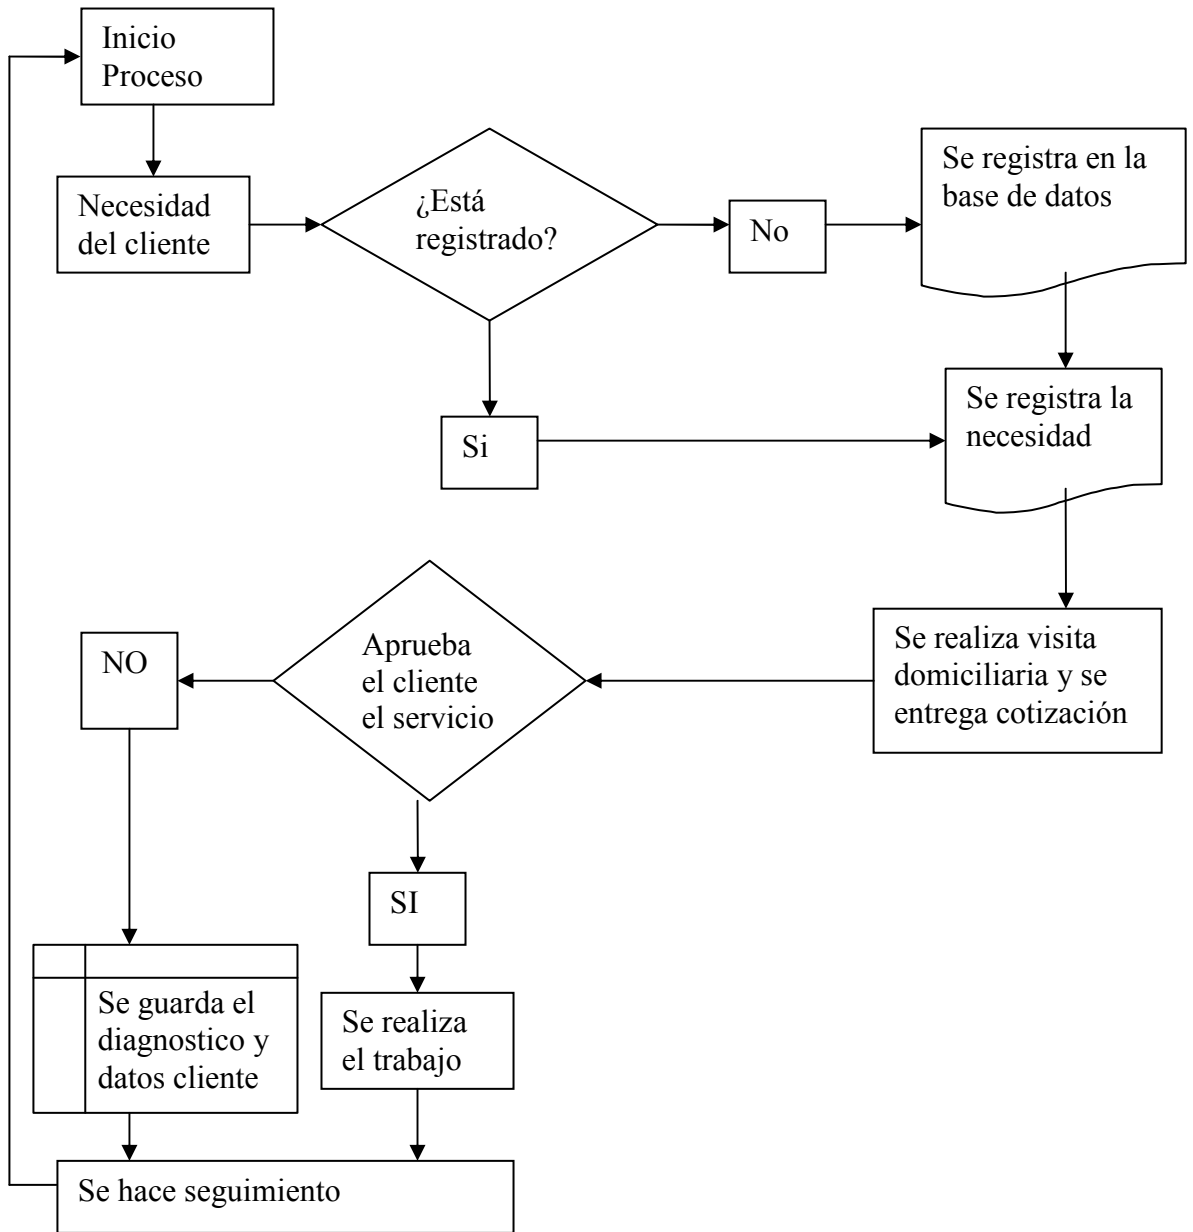 Inicio
Proceso
Necesidad
del cliente
¿Está
registrado?
No
Se registra en la
base de datos
Si
Se registra la
necesidad
Se realiza visita
domiciliaria y se
entrega cotización
Aprueba
el cliente
el servicio
NO
SI
Se guarda el
diagnostico y
datos cliente
Se realiza
el trabajo
Se hace seguimiento